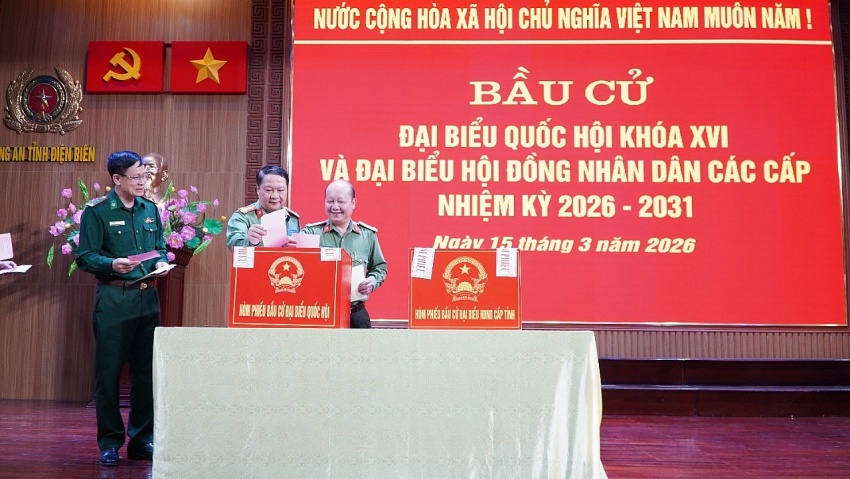 NƯỚC CỘNG HÒA XÃ HỘI CHỦ NGHĨA VIỆT NAM MUÔN NĂM !
BẦU CỬ
ĐẠI BIỂU QUỐC HỘI KHÓA XVI
VÀ ĐẠI BIỂU HỘI ĐỒNG NHÂN DÂN CÁC CẤP
NHIỆM KỲ 2026 - 2031
Ngày 15 tháng 3 năm 2026
TỈNH ĐIỆN BIÊN
HÒM PHIẾU BẦU CỬ ĐẠI BIỂU QUỐC HỘI
HÒM PHIẾU BẦU CỬ ĐẠI BIỂU HĐND CẤP TỈNH